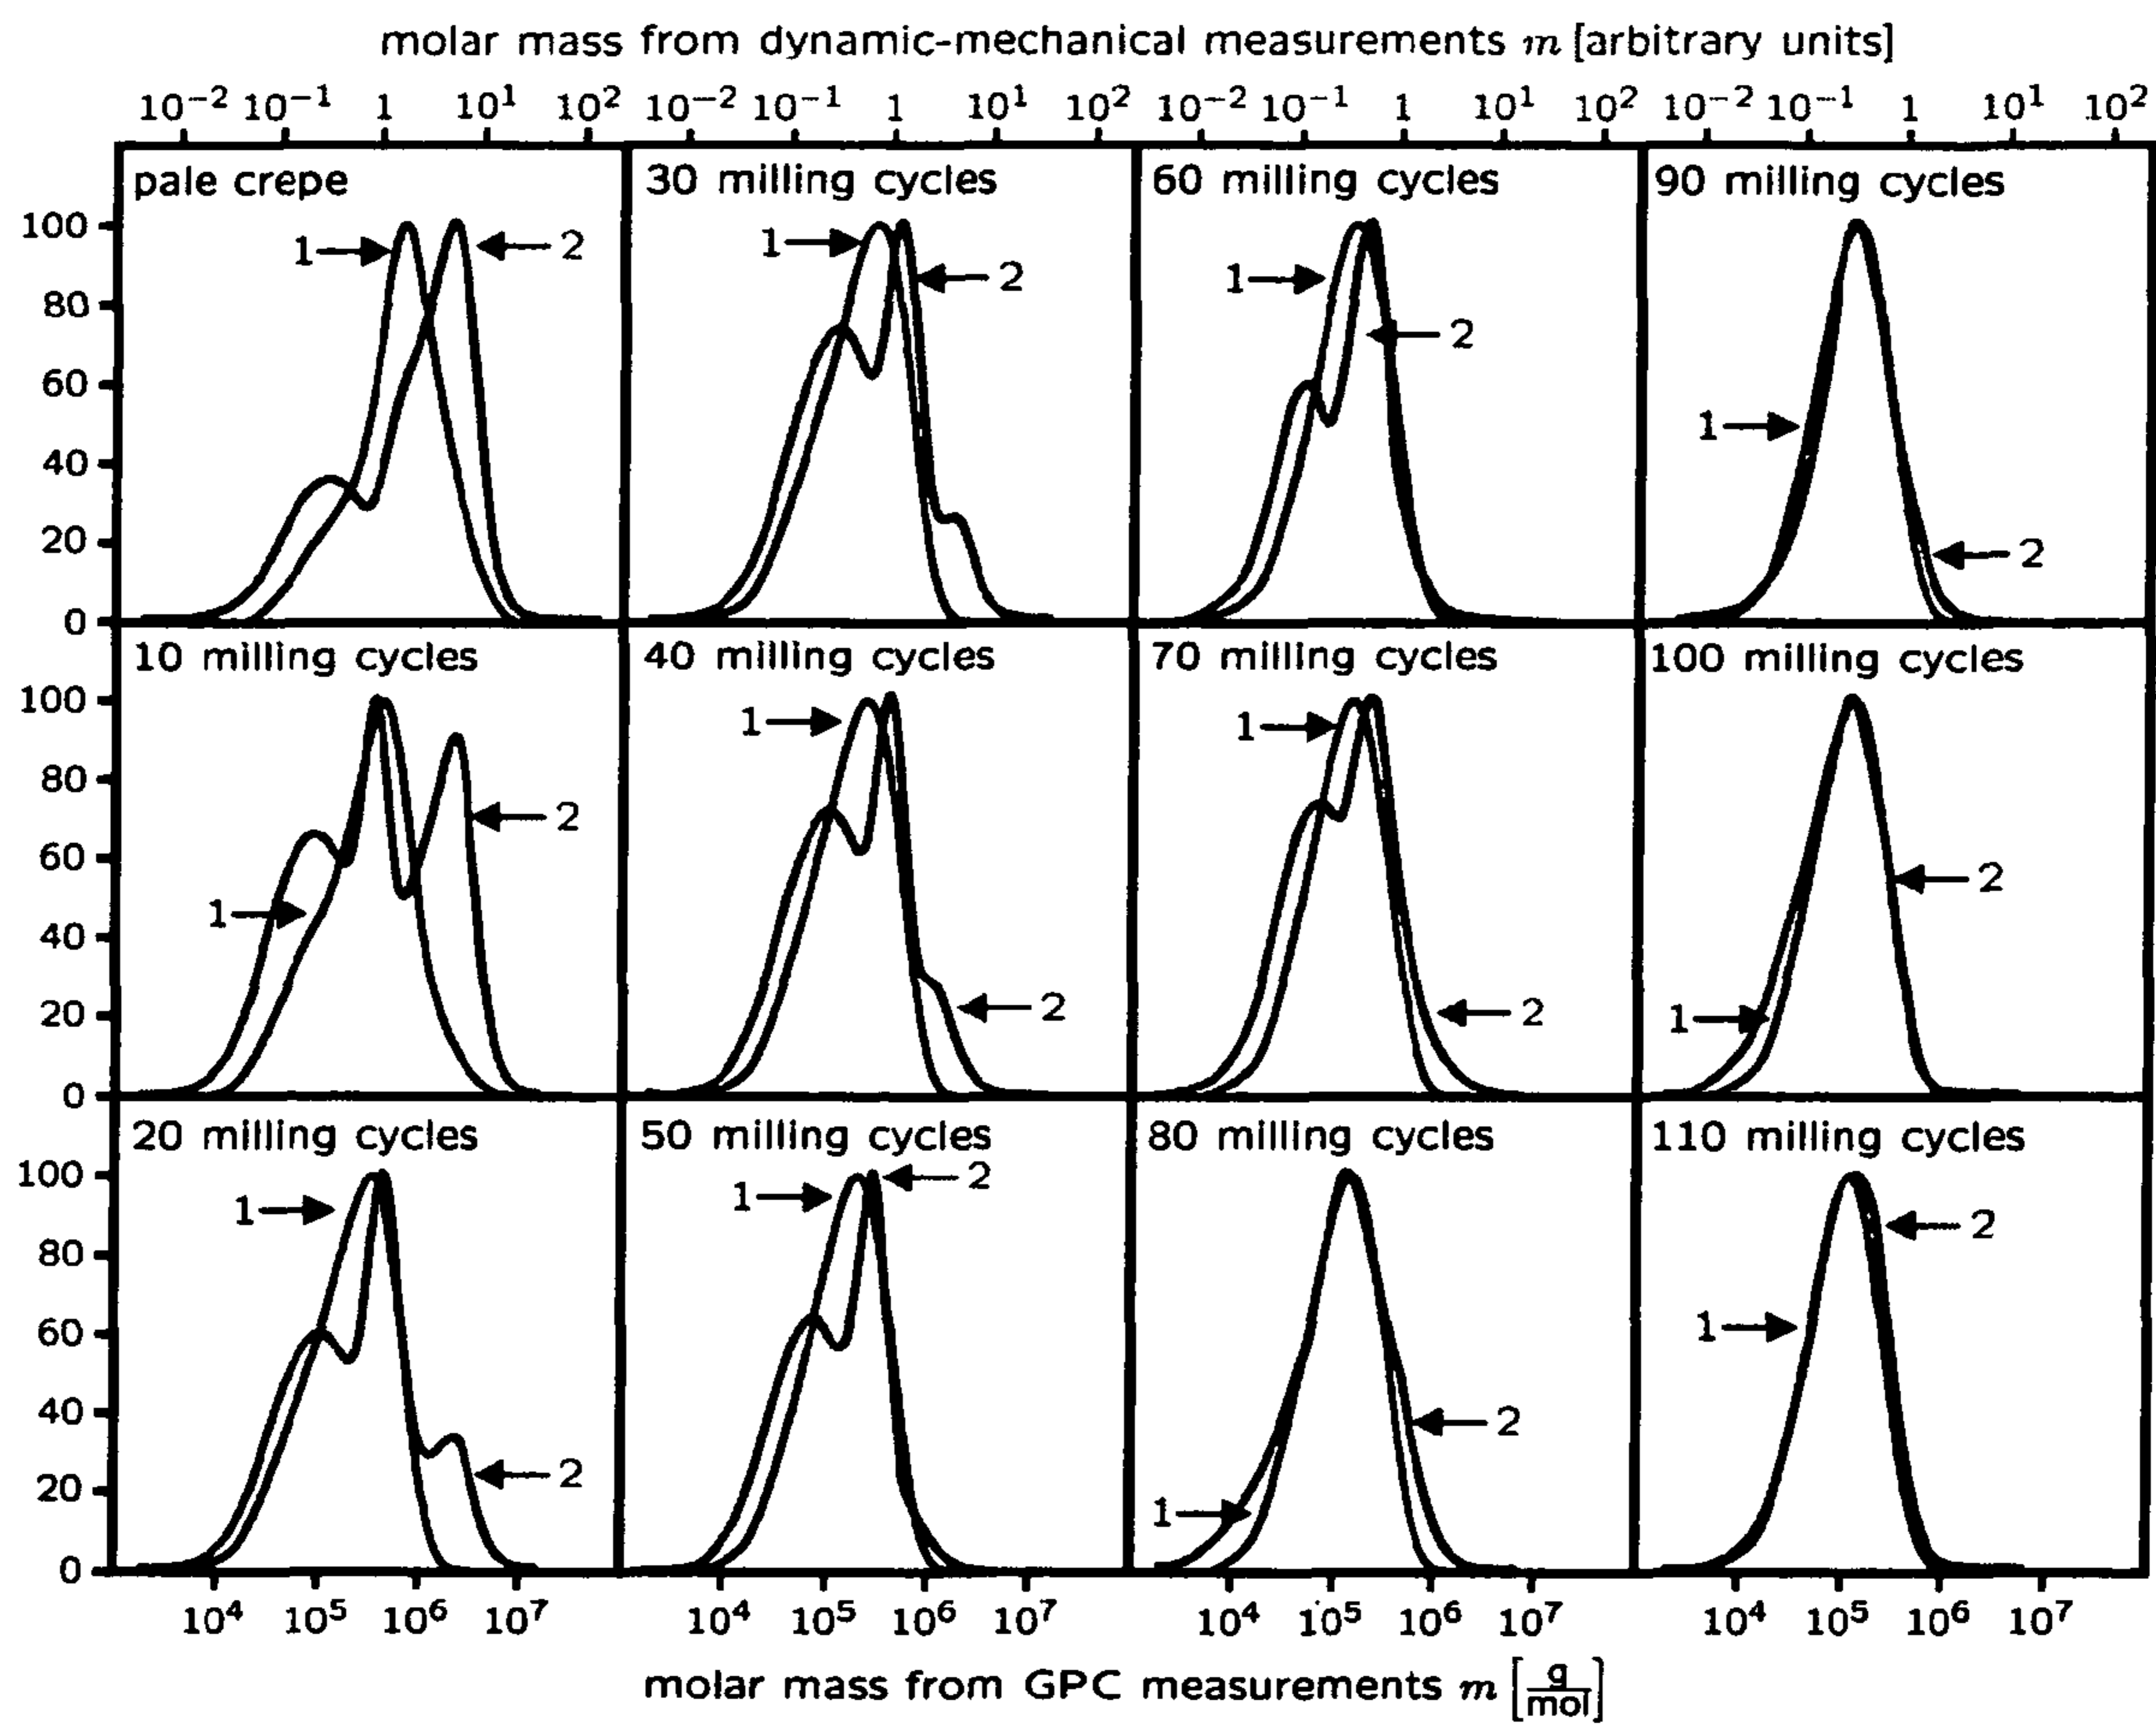 molar mass from dynamic-mechanical measurements m [arbitrary units]
10⁻² 10⁻¹ 1 10¹ 10² 10⁻² 10⁻¹ 1 10¹ 10² 10⁻² 10⁻¹ 1 10¹ 10² 10⁻² 10⁻¹ 1 10¹ 10²
pale crepe 30 milling cycles 60 milling cycles 90 milling cycles
100
1 2 1 2 1 2 1 2
80
60
40
20
0
10 milling cycles 40 milling cycles 70 milling cycles 100 milling cycles
100
1 2 1 2 1 2 1 2
80
60
40
20
0
20 milling cycles 50 milling cycles 80 milling cycles 110 milling cycles
100
1 2 1 2 1 2 1 2
80
60
40
20
0
10⁴ 10⁵ 10⁶ 10⁷ 10⁴ 10⁵ 10⁶ 10⁷ 10⁴ 10⁵ 10⁶ 10⁷ 10⁴ 10⁵ 10⁶ 10⁷
molar mass from GPC measurements m [g/mol]